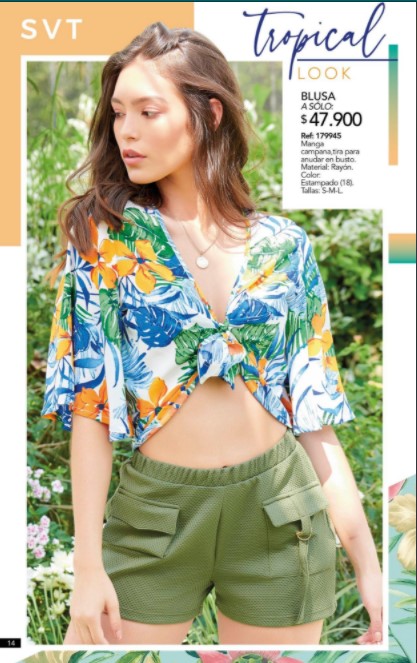 SVT
tropical
LOOK
BLUSA
A SÓLO:
$ 47.900
Ref: 179945
Manga
campana,tira para
anudar en busto.
Material: Rayón.
Color:
Estampado (18).
Tallas: S-M-L.
14